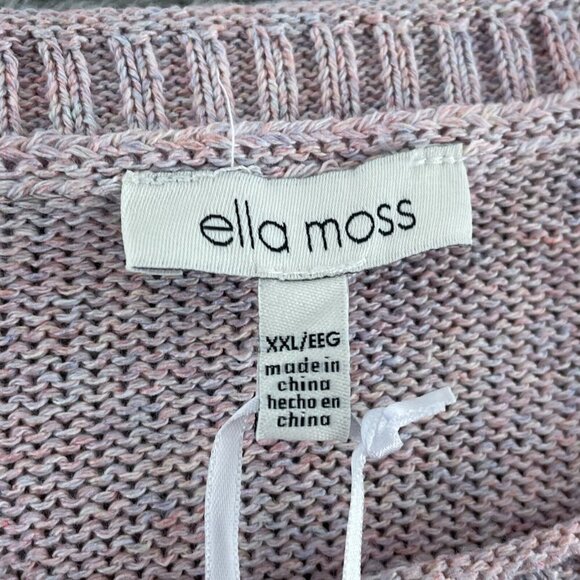 ella moss
XXL/EEG
made in
china
hecho en
china